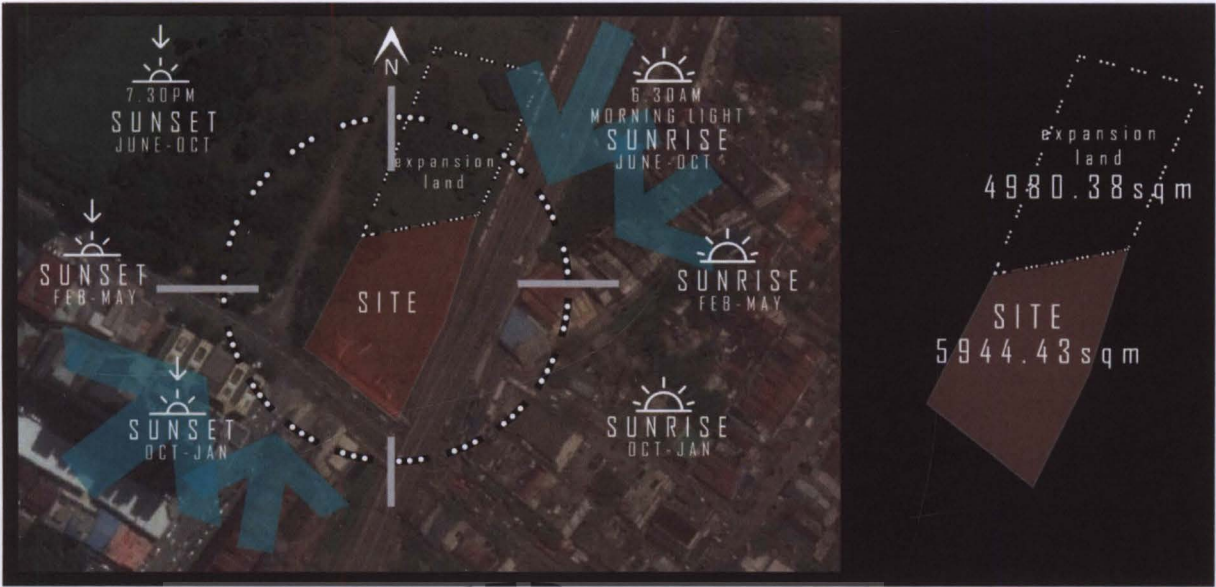 7.30PM
SUNSET
JUNE-OCT
N
6.30AM
MORNING LIGHT
SUNRISE
JUNE-OCT
expansion
land
SUNSET
FEB-MAY
SITE
SUNRISE
FEB-MAY
SUNSET
OCT-JAN
SUNRISE
OCT-JAN
expansion
land
4980.38sqm
SITE
5944.43sqm